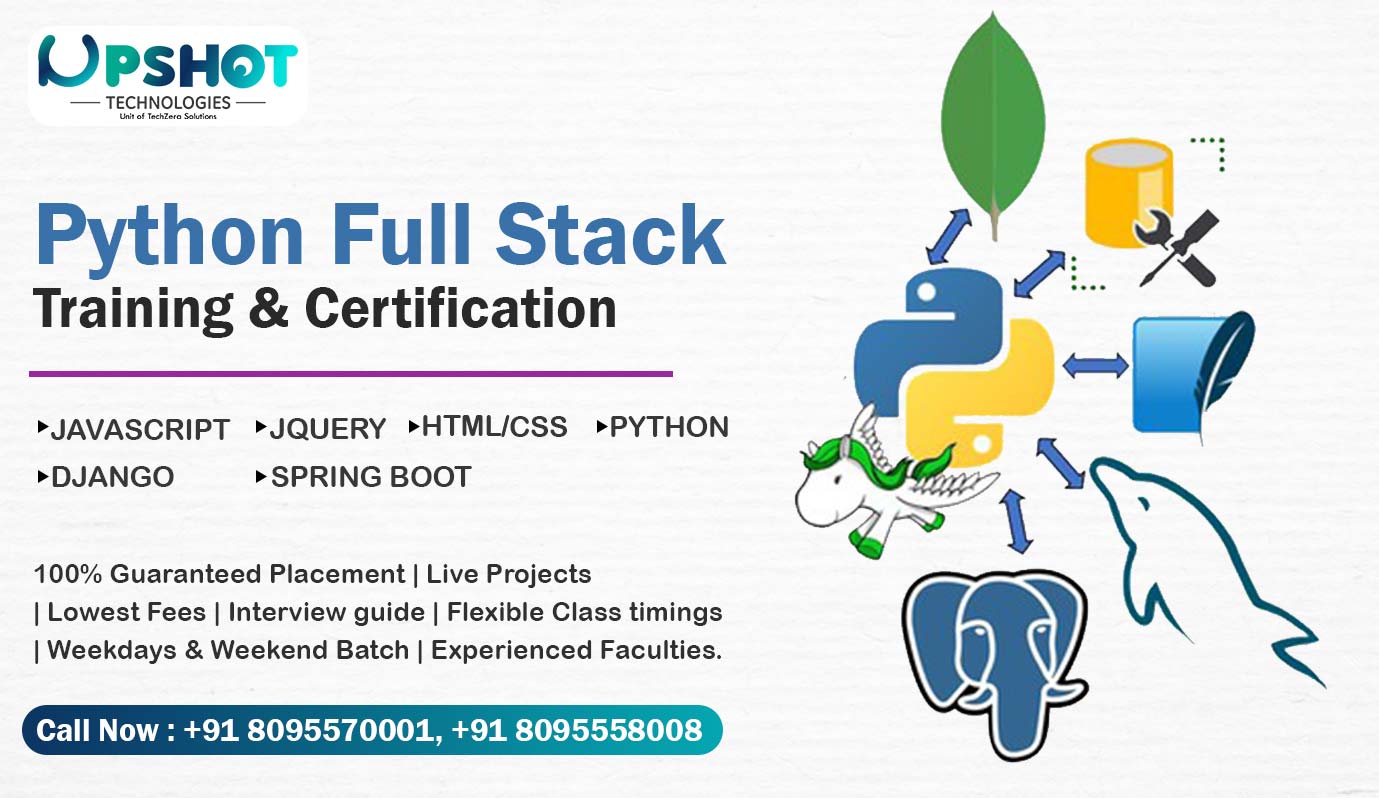 UPSHOT
TECHNOLOGIES
Unit of TechZera Solutions
Python Full Stack
Training & Certification
JAVASCRIPT JQUERY HTML/CSS PYTHON
DJANGO SPRING BOOT
100% Guaranteed Placement | Live Projects
| Lowest Fees | Interview guide | Flexible Class timings
| Weekdays & Weekend Batch | Experienced Faculties.
Call Now : +91 8095570001, +91 8095558008